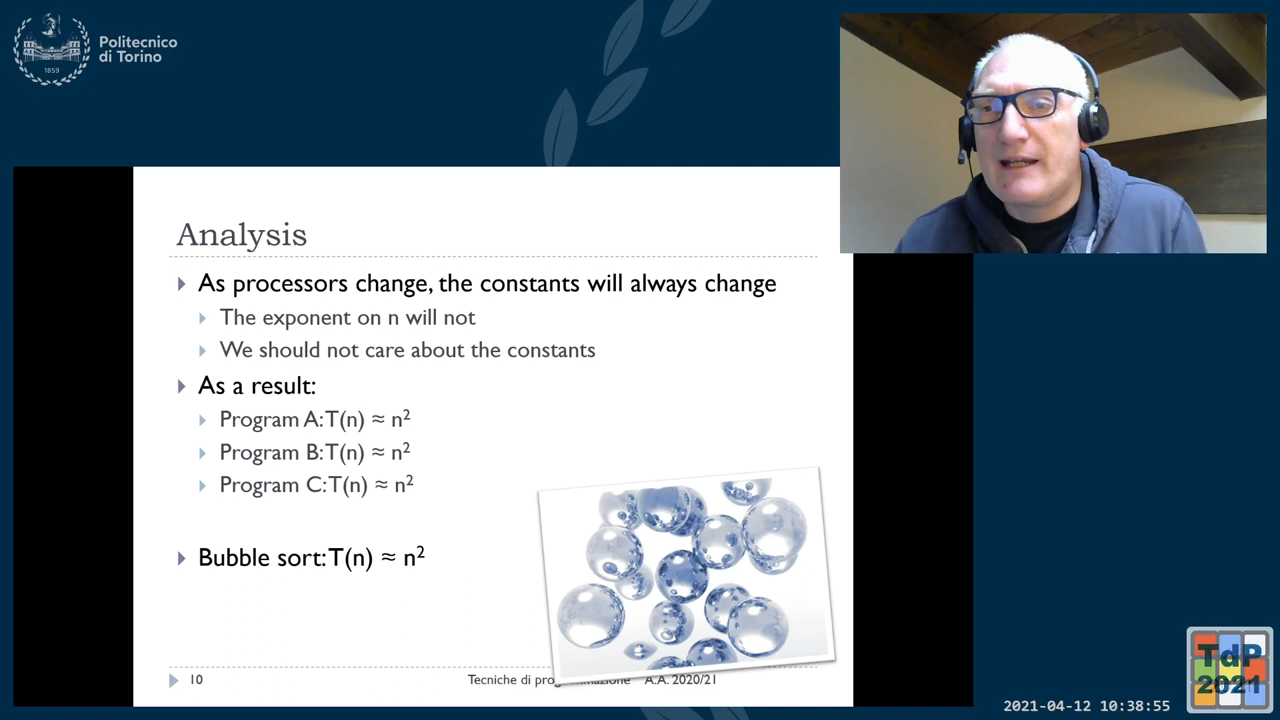 Politecnico
di Torino
1859
Analysis
As processors change, the constants will always change
The exponent on n will not
We should not care about the constants
As a result:
Program A: T(n) ≈ n²
Program B: T(n) ≈ n²
Program C: T(n) ≈ n²
Bubble sort: T(n) ≈ n²
10
Tecniche di A.A. 2020/21
TdP
2021
2021-04-12 10:38:55